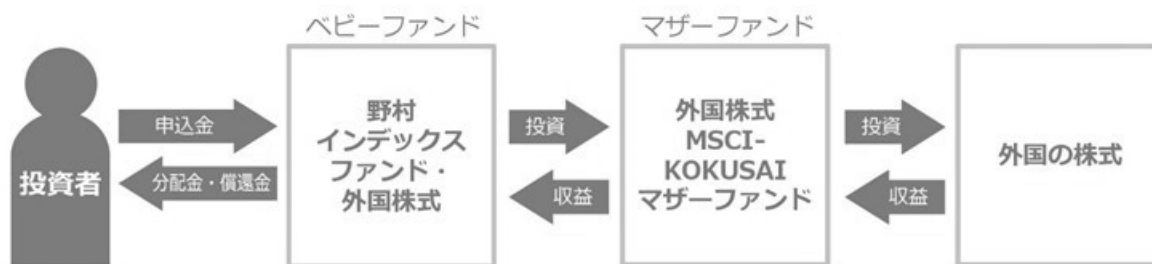 ベビーファンド
マザーファンド
投資者
申込金
分配金・償還金
野村
インデックス
ファンド・
外国株式
投資
収益
外国株式
MSCI-
KOKUSAI
マザーファンド
投資
収益
外国の株式